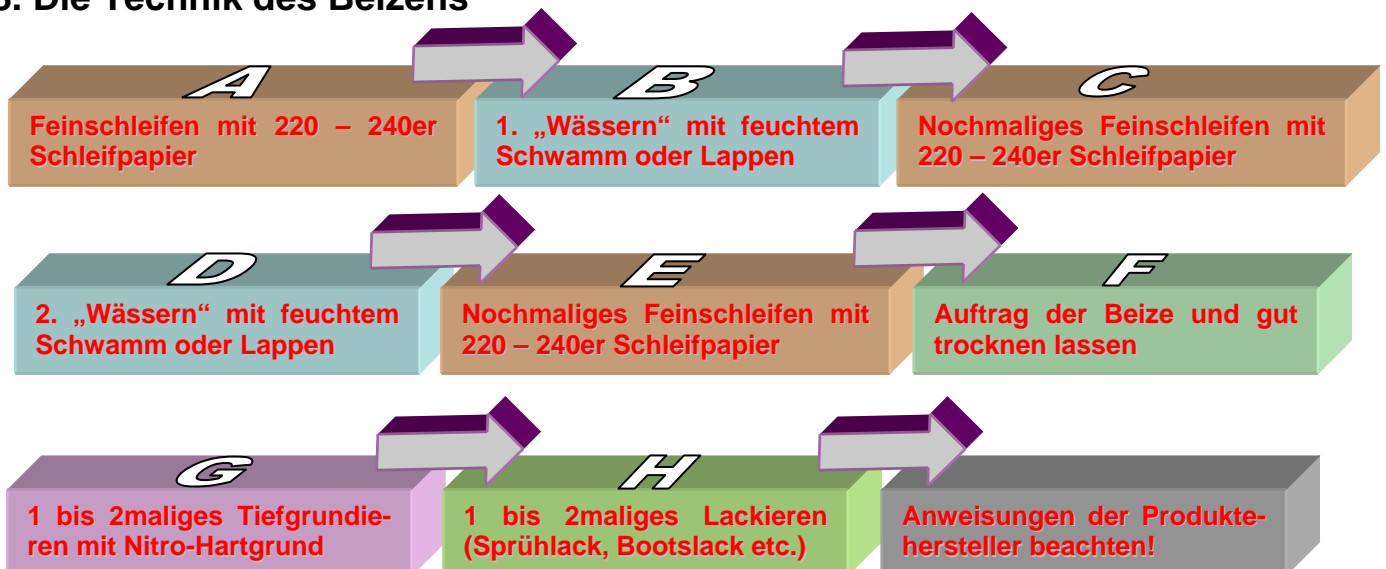 3. Die Technik des Beizens
A
Feinschleifen mit 220 – 240er
Schleifpapier
B
1. „Wässern“ mit feuchtem
Schwamm oder Lappen
C
Nochmaliges Feinschleifen mit
220 – 240er Schleifpapier
D
2. „Wässern“ mit feuchtem
Schwamm oder Lappen
E
Nochmaliges Feinschleifen mit
220 – 240er Schleifpapier
F
Auftrag der Beize und gut
trocknen lassen
G
1 bis 2maliges Tiefgrundie-
ren mit Nitro-Hartgrund
H
1 bis 2maliges Lackieren
(Sprühlack, Bootslack etc.)
Anweisungen der Produkte-
hersteller beachten!